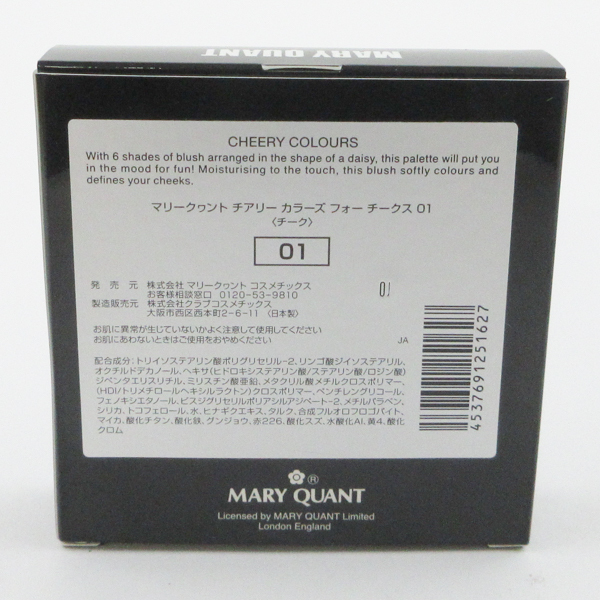 MARY QUANT
CHEERY COLOURS
With 6 shades of blush arranged in the shape of a daisy, this palette will put you
in the mood for fun! Moisturising to the touch, this blush softly colours and
defines your cheeks.
マリークヮント チアリー カラーズ フォー チークス 01
〈チーク〉
01
発 売 元 株式会社 マリークヮント コスメチックス
お客様相談窓口 0120-53-9810
製造販売元 株式会社クラブコスメチックス
大阪市西区西本町2-6-11 〈日本製〉
お肌に異常が生じていないかよく注意して使用してください
お肌にあわないときはご使用をおやめください
JA
配合成分：トリイソステアリン酸ポリグリセリル-2、リンゴ酸ジイソステアリル、
オクチルドデカノール、ヘキサ(ヒドロキシステアリン酸/ステアリン酸/ロジン酸)
ジペンタエリスリチル、ミリスチン酸亜鉛、メタクリル酸メチルクロスポリマー、
(HDI/トリメチロールヘキシルラクトン)クロスポリマー、ペンチレングリコール、
フェノキシエタノール、ビスジグリセリルポリアシルアジペート-2、メチルパラベン、
シリカ、トコフェロール、水、ヒナギクエキス、タルク、合成フルオロフロゴパイト、
マイカ、酸化チタン、酸化鉄、グンジョウ、赤226、酸化スズ、水酸化Al、黄4、酸化
クロム
4537691251627
MARY QUANT
Licensed by MARY QUANT Limited
London England